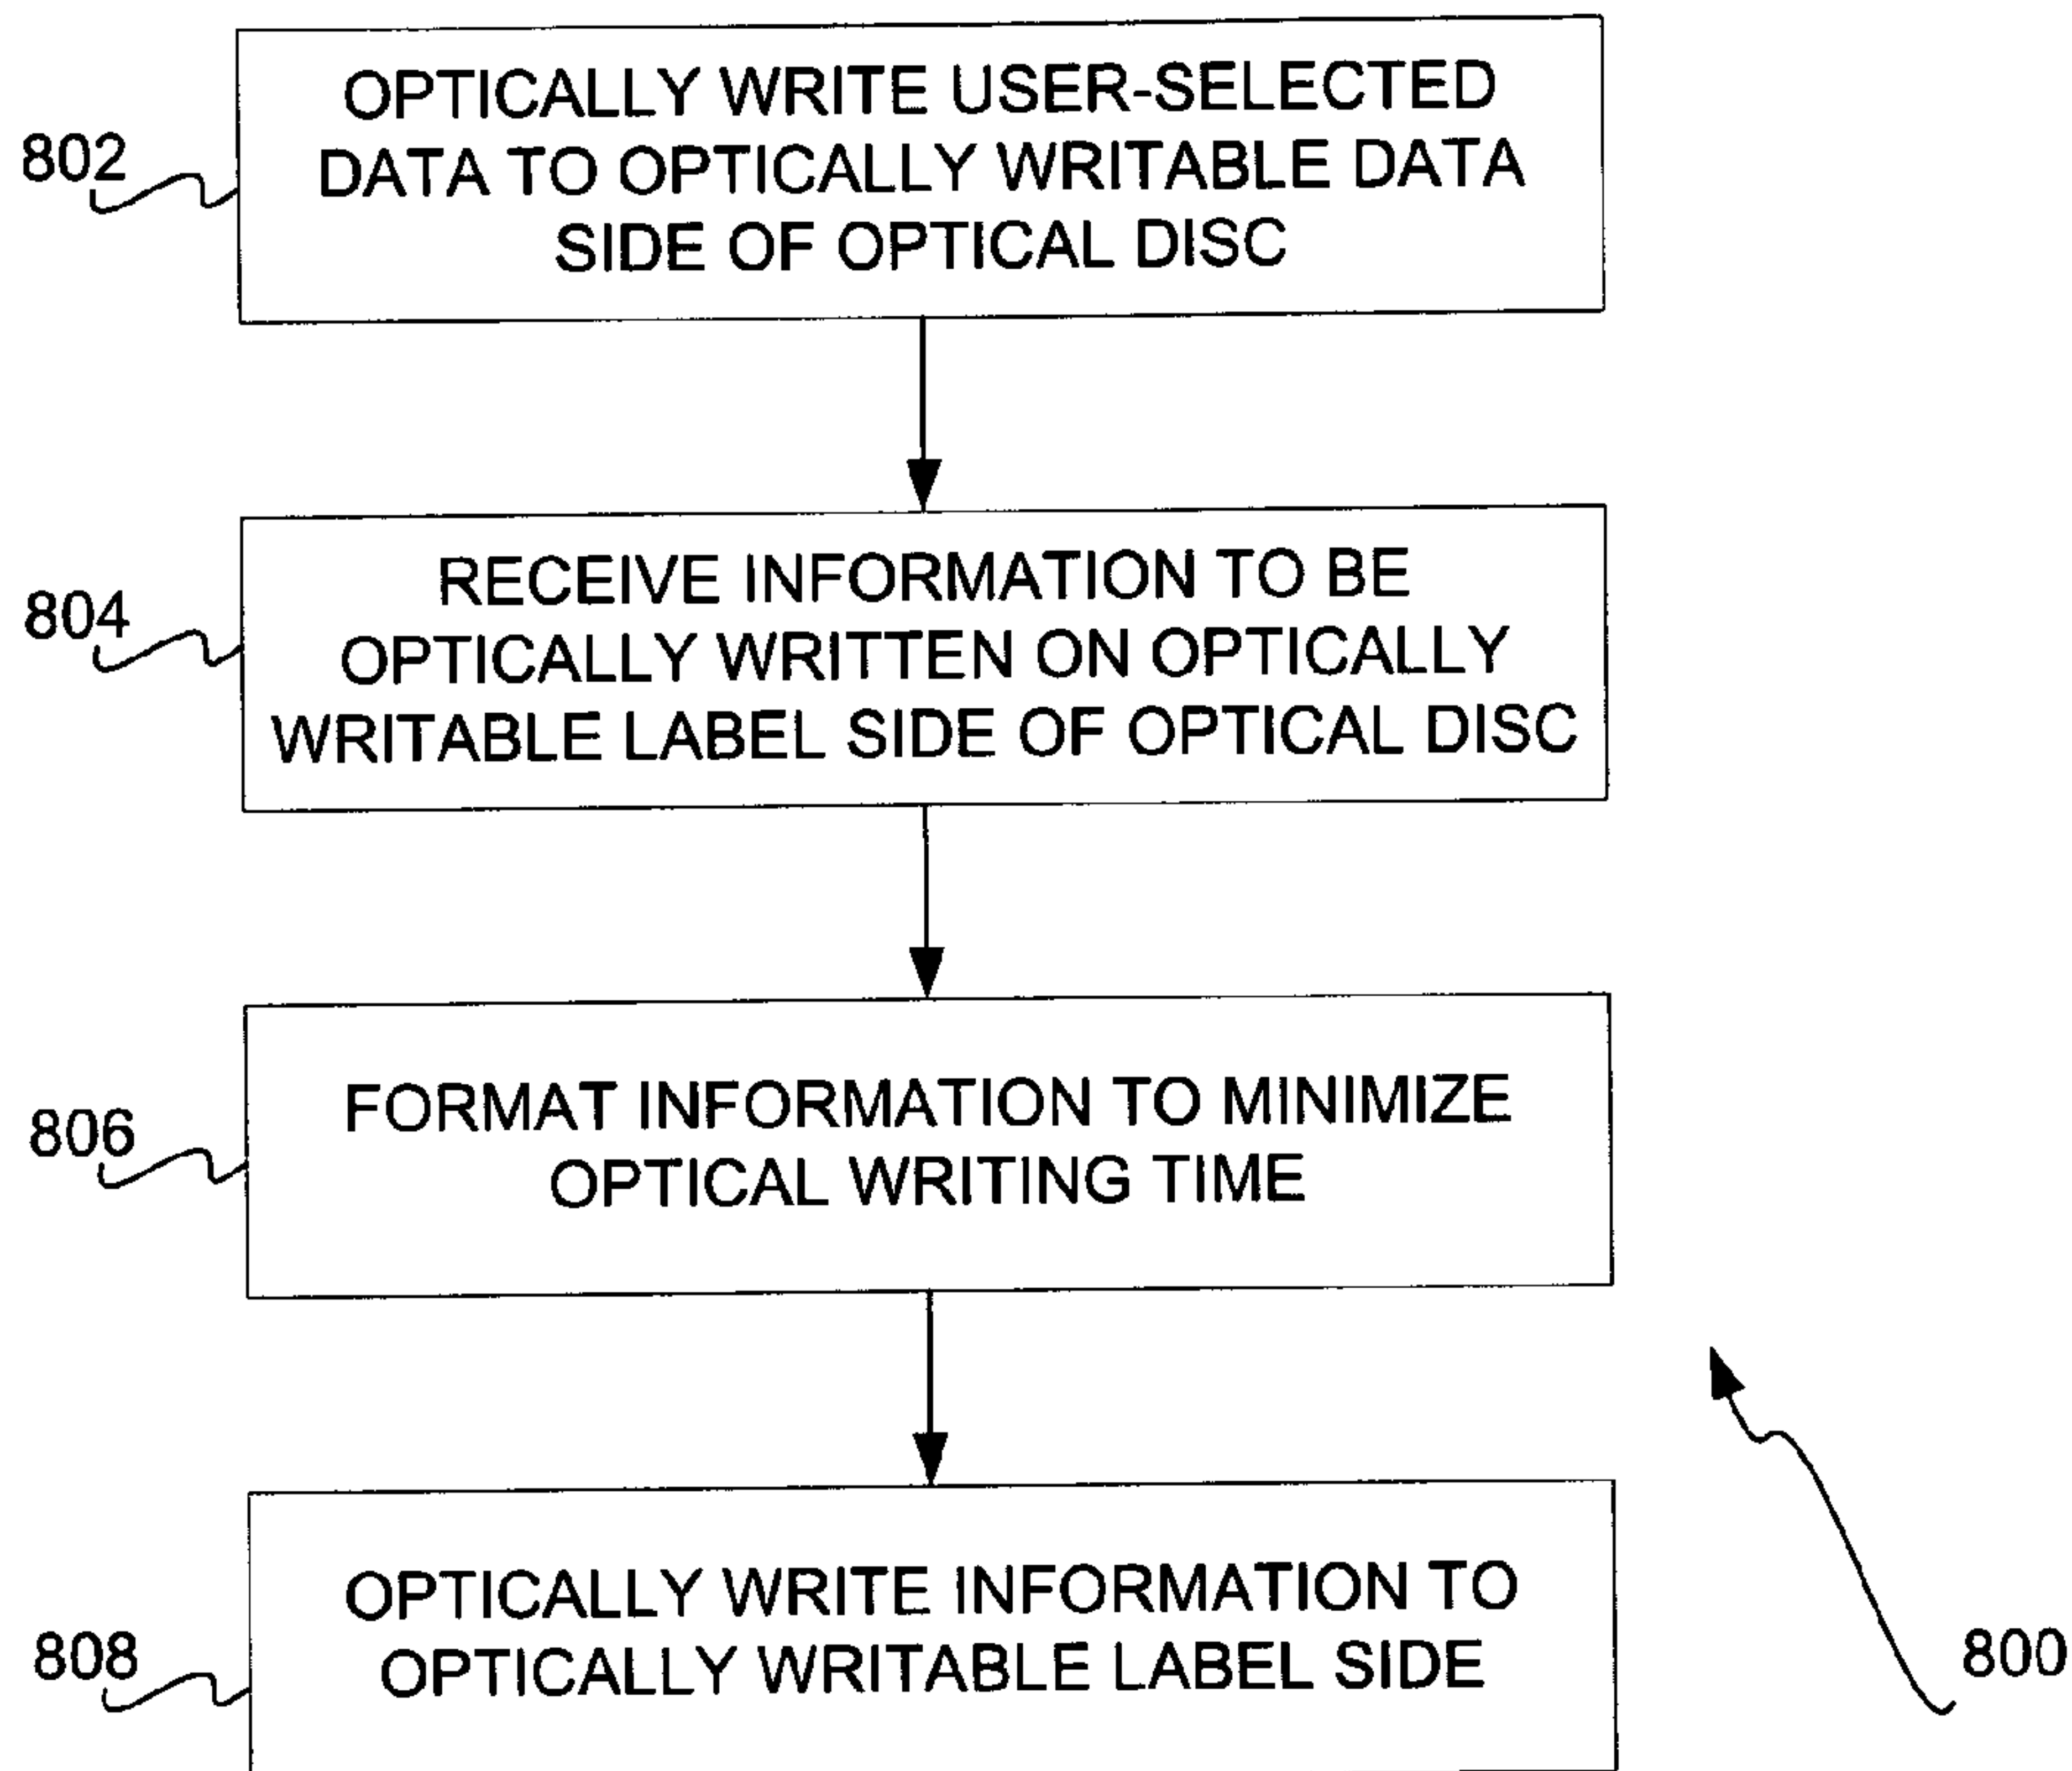 802
OPTICALLY WRITE USER-SELECTED
DATA TO OPTICALLY WRITABLE DATA
SIDE OF OPTICAL DISC
804
RECEIVE INFORMATION TO BE
OPTICALLY WRITTEN ON OPTICALLY
WRITABLE LABEL SIDE OF OPTICAL DISC
806
FORMAT INFORMATION TO MINIMIZE
OPTICAL WRITING TIME
808
OPTICALLY WRITE INFORMATION TO
OPTICALLY WRITABLE LABEL SIDE
800